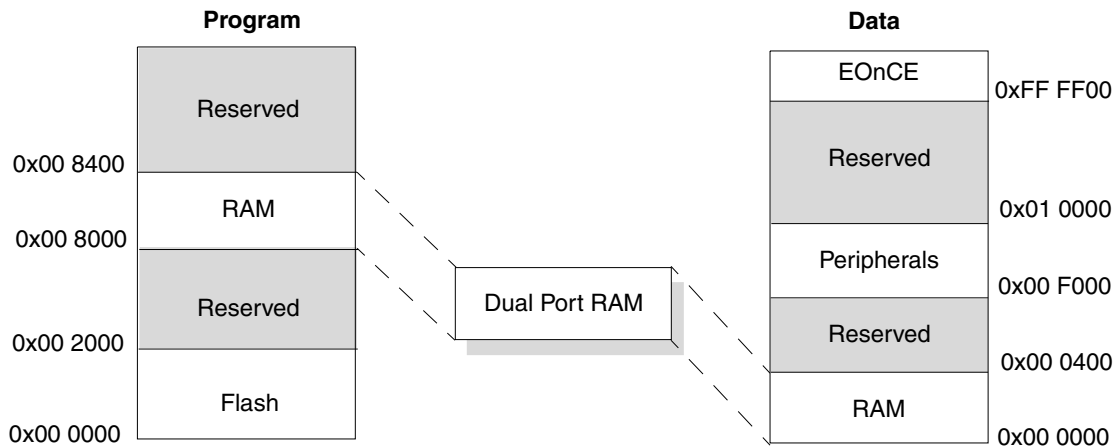 Program
Reserved
0x00 8400
RAM
0x00 8000
Reserved
0x00 2000
Flash
0x00 0000
Dual Port RAM
Data
EOnCE
0xFF FF00
Reserved
0x01 0000
Peripherals
0x00 F000
Reserved
0x00 0400
RAM
0x00 0000